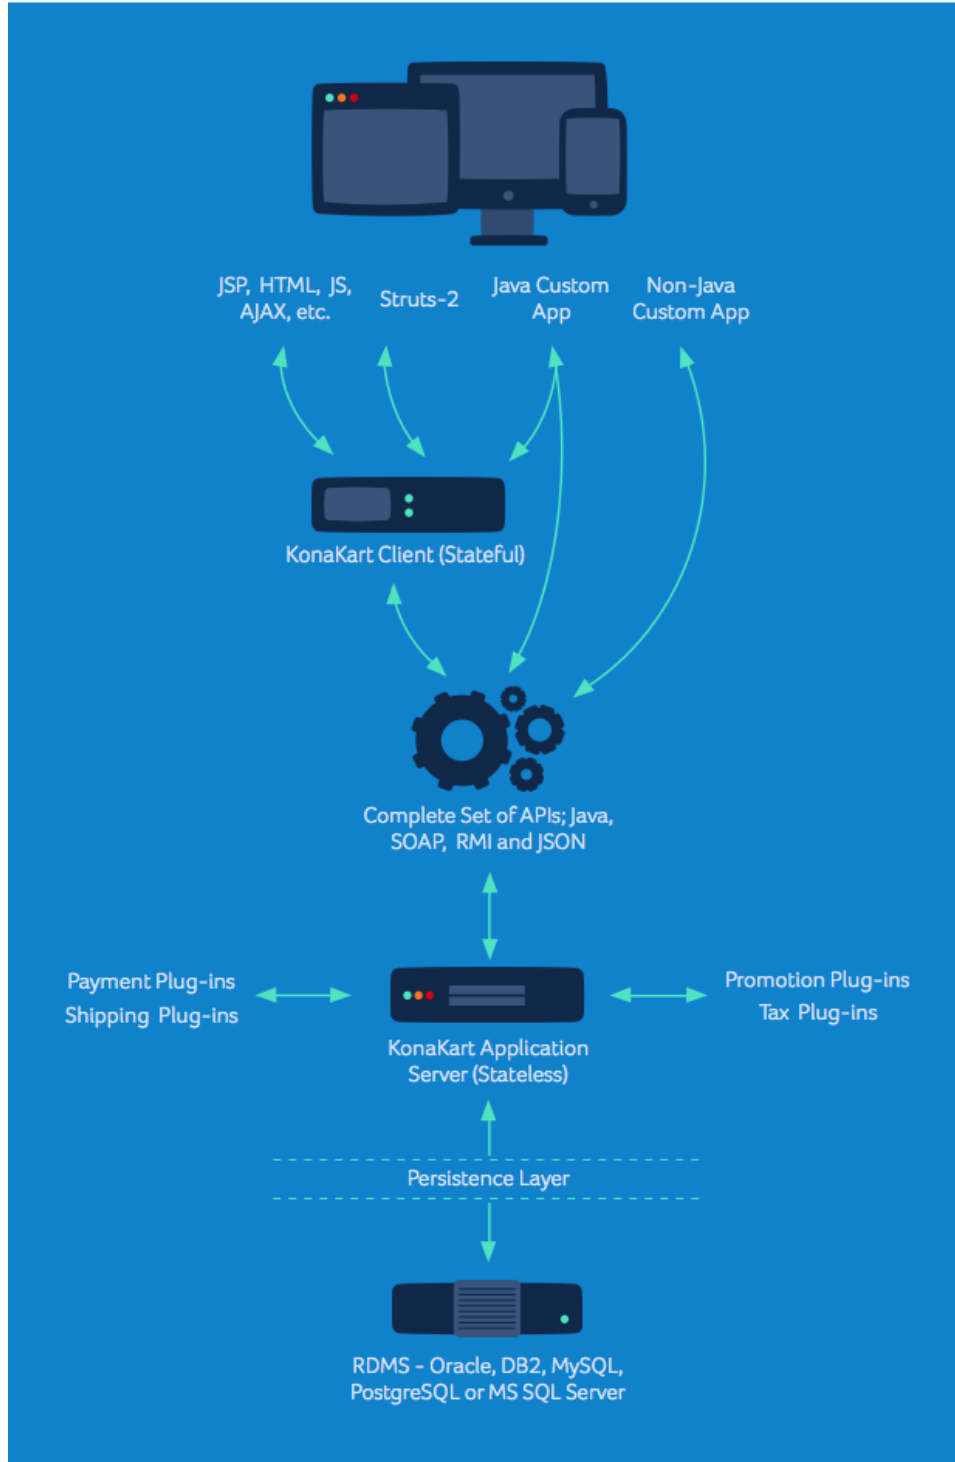 JSP, HTML, JS,
AJAX, etc.
Struts-2
Java Custom
App
Non-Java
Custom App
KonaKart Client (Stateful)
Complete Set of APIs; Java,
SOAP, RMI and JSON
Payment Plug-ins
Shipping Plug-ins
Promotion Plug-ins
Tax Plug-ins
KonaKart Application
Server (Stateless)
Persistence Layer
RDMS - Oracle, DB2, MySQL,
PostgreSQL or MS SQL Server